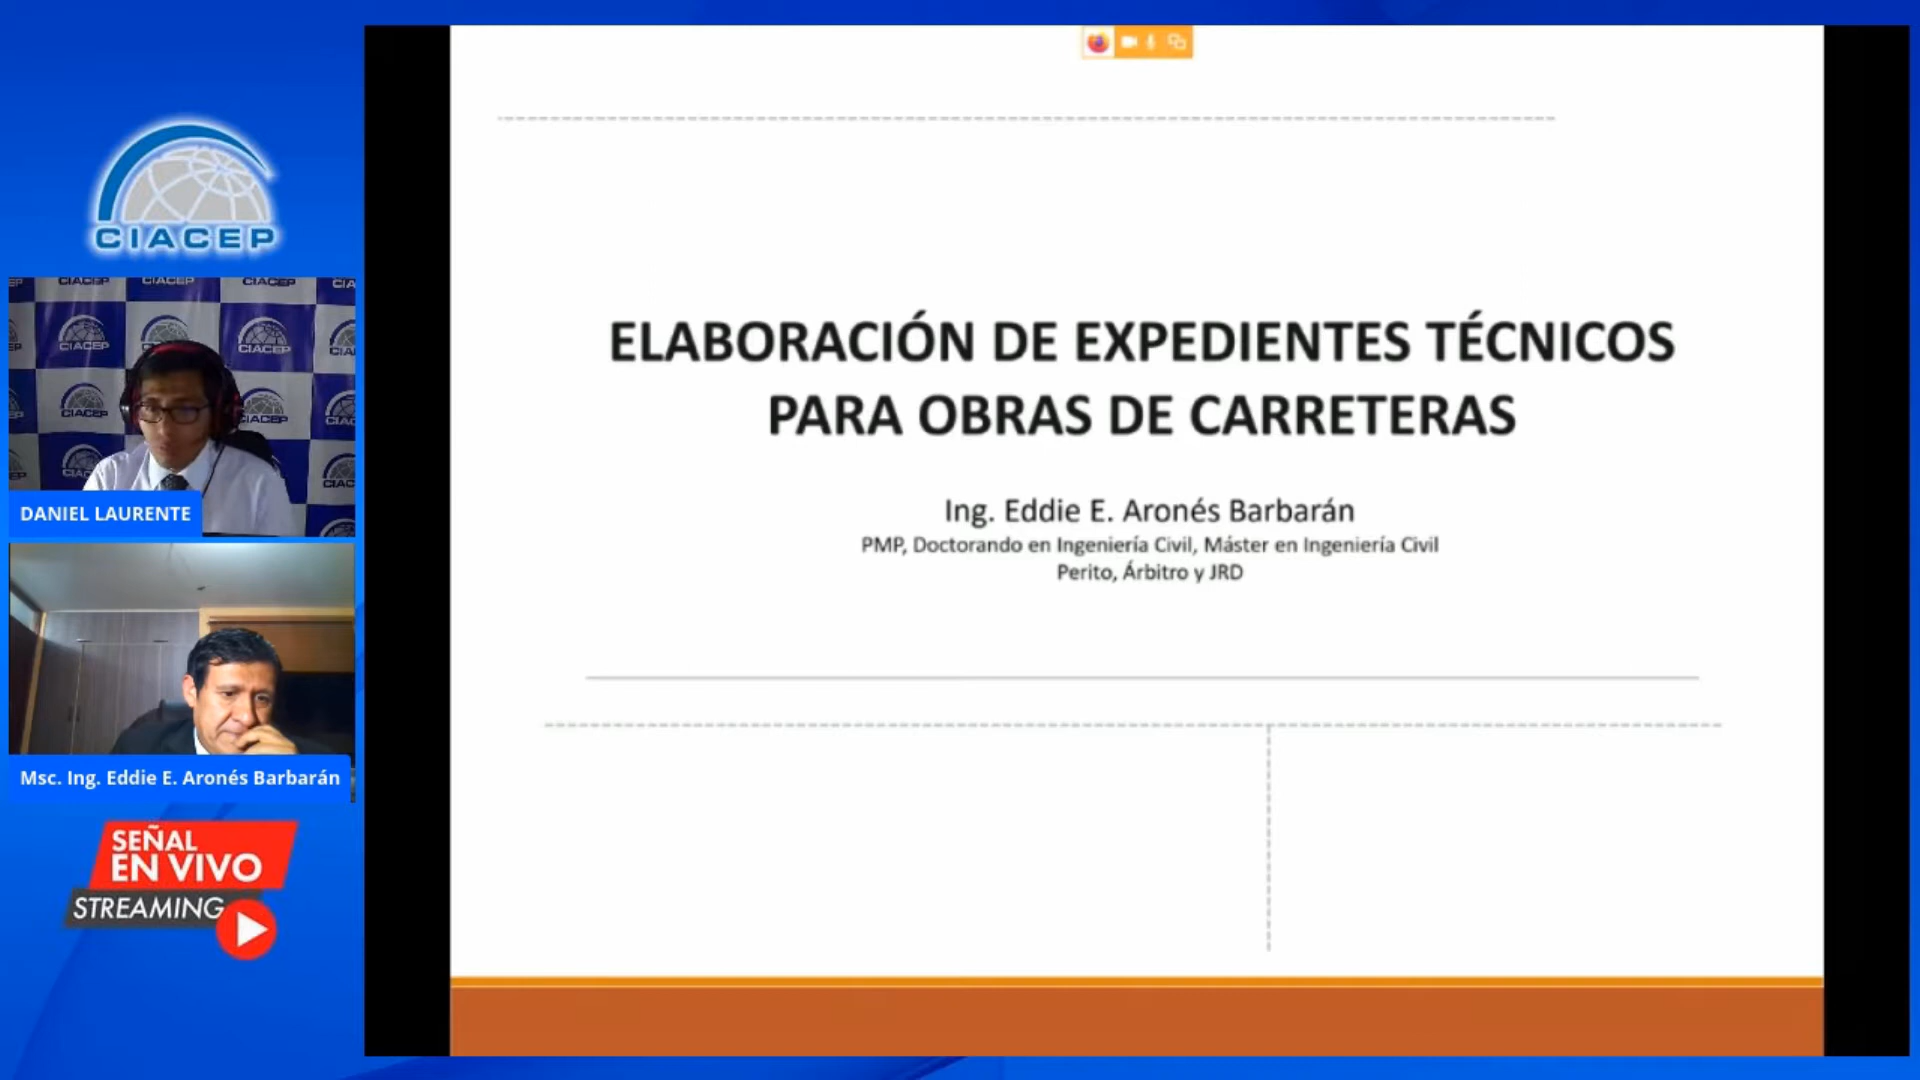 CIACEP
DANIEL LAURENTE
Msc. Ing. Eddie E. Aronés Barbarán
SEÑAL
EN VIVO
STREAMING
ELABORACIÓN DE EXPEDIENTES TÉCNICOS
PARA OBRAS DE CARRETERAS
Ing. Eddie E. Aronés Barbarán
PMP, Doctorando en Ingeniería Civil, Máster en Ingeniería Civil
Perito, Árbitro y JRD